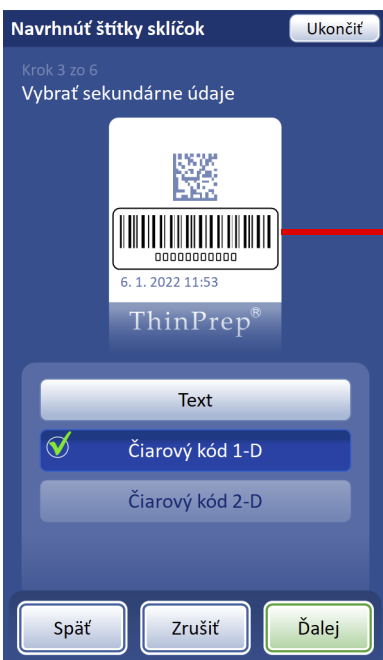 Navrhnúť štítky sklíčok
Ukončiť
Krok 3 zo 6
Vybrať sekundárne údaje
00000000000
6. 1. 2022 11:53
ThinPrep®
Text
Čiarový kód 1-D
Čiarový kód 2-D
Späť
Zrušiť
Ďalej